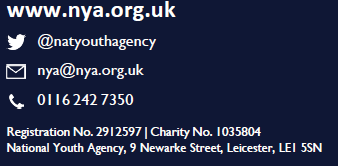 www.nya.org.uk
@natyouthagency
nya@nya.org.uk
0116 242 7350
Registration No. 2912597 | Charity No. 1035804
National Youth Agency, 9 Newarke Street, Leicester, LE1 5SN